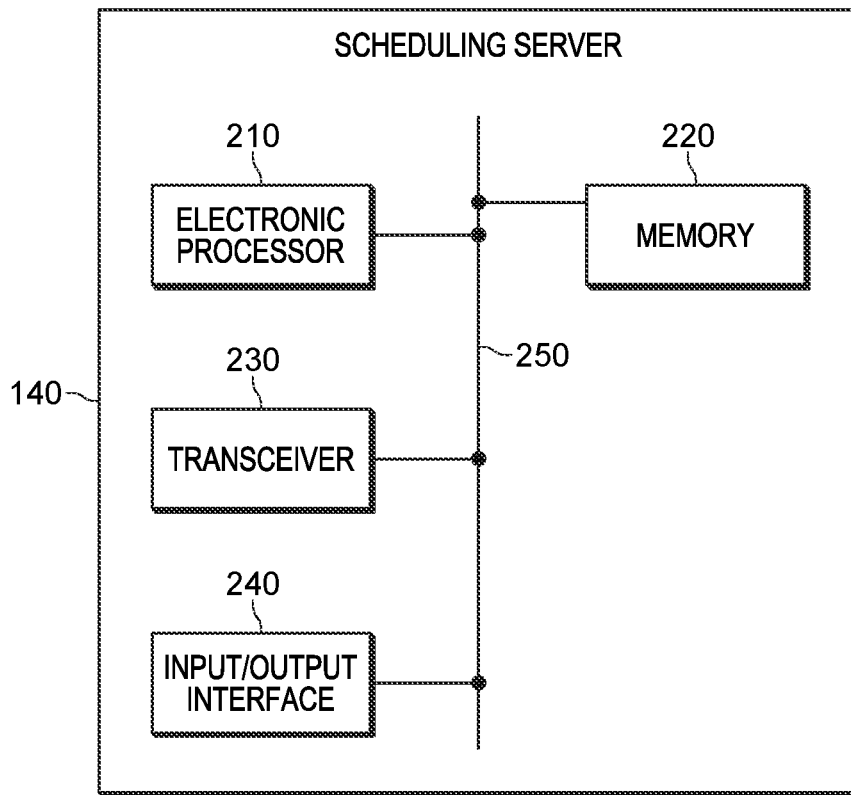 SCHEDULING SERVER
210
220
ELECTRONIC
PROCESSOR
MEMORY
230
250
140
TRANSCEIVER
240
INPUT/OUTPUT
INTERFACE